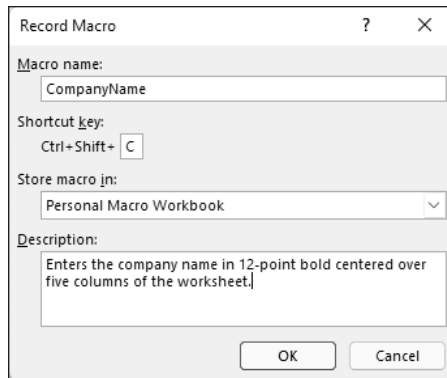 Record Macro ? ×
Macro name:
CompanyName
Shortcut key:
Ctrl+Shift+ C
Store macro in:
Personal Macro Workbook
Description:
Enters the company name in 12-point bold centered over
five columns of the worksheet.
OK Cancel